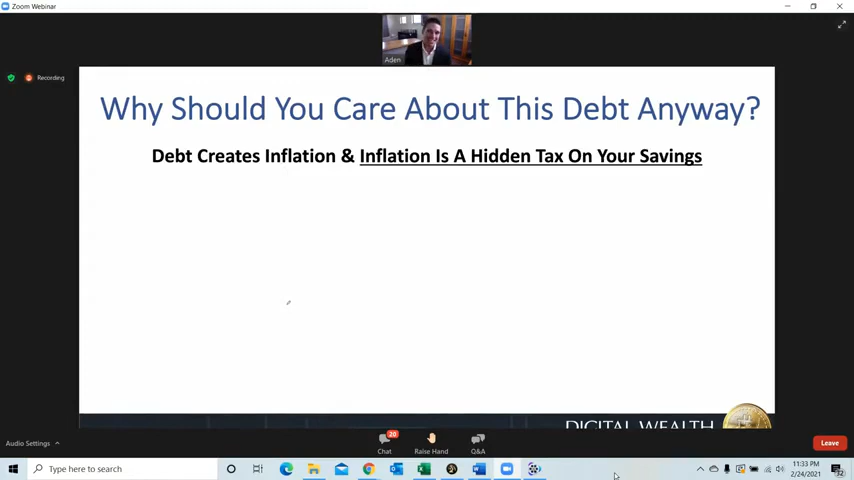 Zoom Webinar
Aden
Recording
Why Should You Care About This Debt Anyway?
Debt Creates Inflation & Inflation Is A Hidden Tax On Your Savings
DIGITAL WEALTH
20
Audio Settings
Chat
Raise Hand
Q&A
Leave
Type here to search
11:33 PM
2/24/2021
32